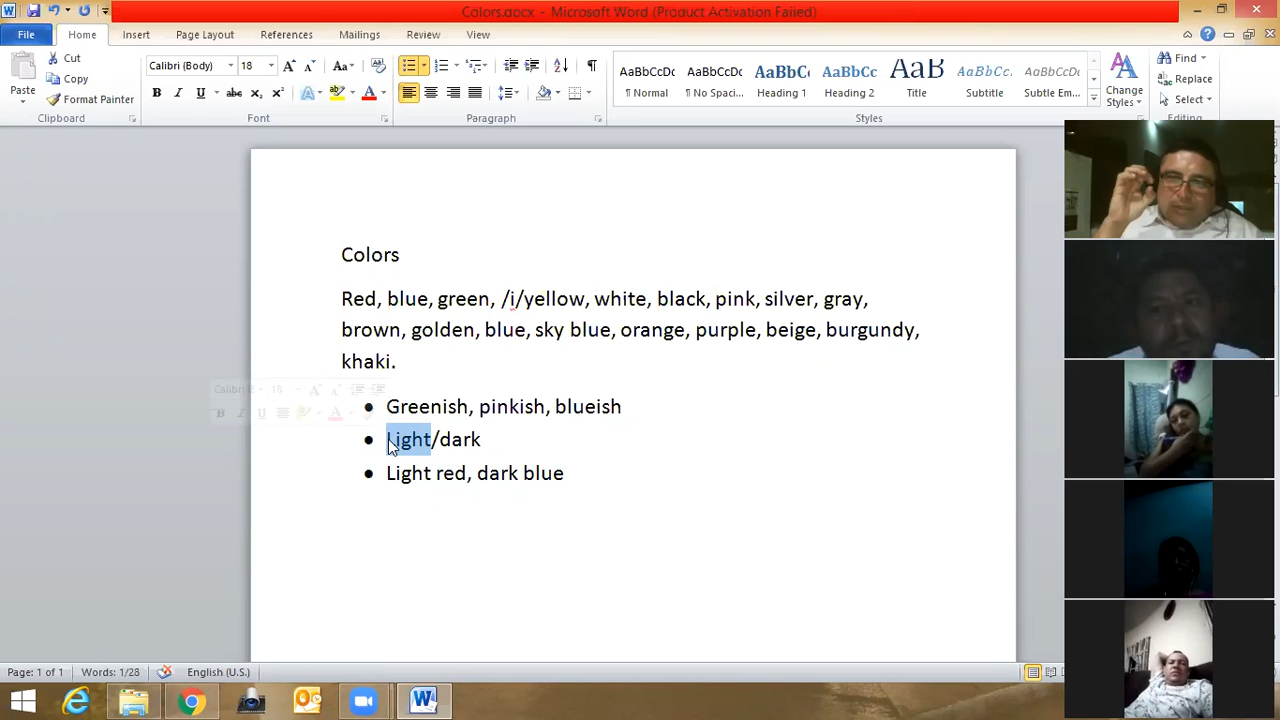 Colors.docx - Microsoft Word (Product Activation Failed)
File Home Insert Page Layout References Mailings Review View
Cut
Copy
Format Painter
Paste
Calibri (Body) 18
AaBbCcDc AaBbCcDc AaBbC AaBbCc AaB AaBbCcL AaBbCcDc
¶ Normal ¶ No Spaci... Heading 1 Heading 2 Title Subtitle Subtle Em...
Change
Styles
Find
Replace
Select
Clipboard Font Paragraph Styles Editing
Colors
Red, blue, green, /i/yellow, white, black, pink, silver, gray,
brown, golden, blue, sky blue, orange, purple, beige, burgundy,
khaki.
• Greenish, pinkish, blueish
• Light/dark
• Light red, dark blue
Page: 1 of 1 Words: 1/28 English (U.S.)